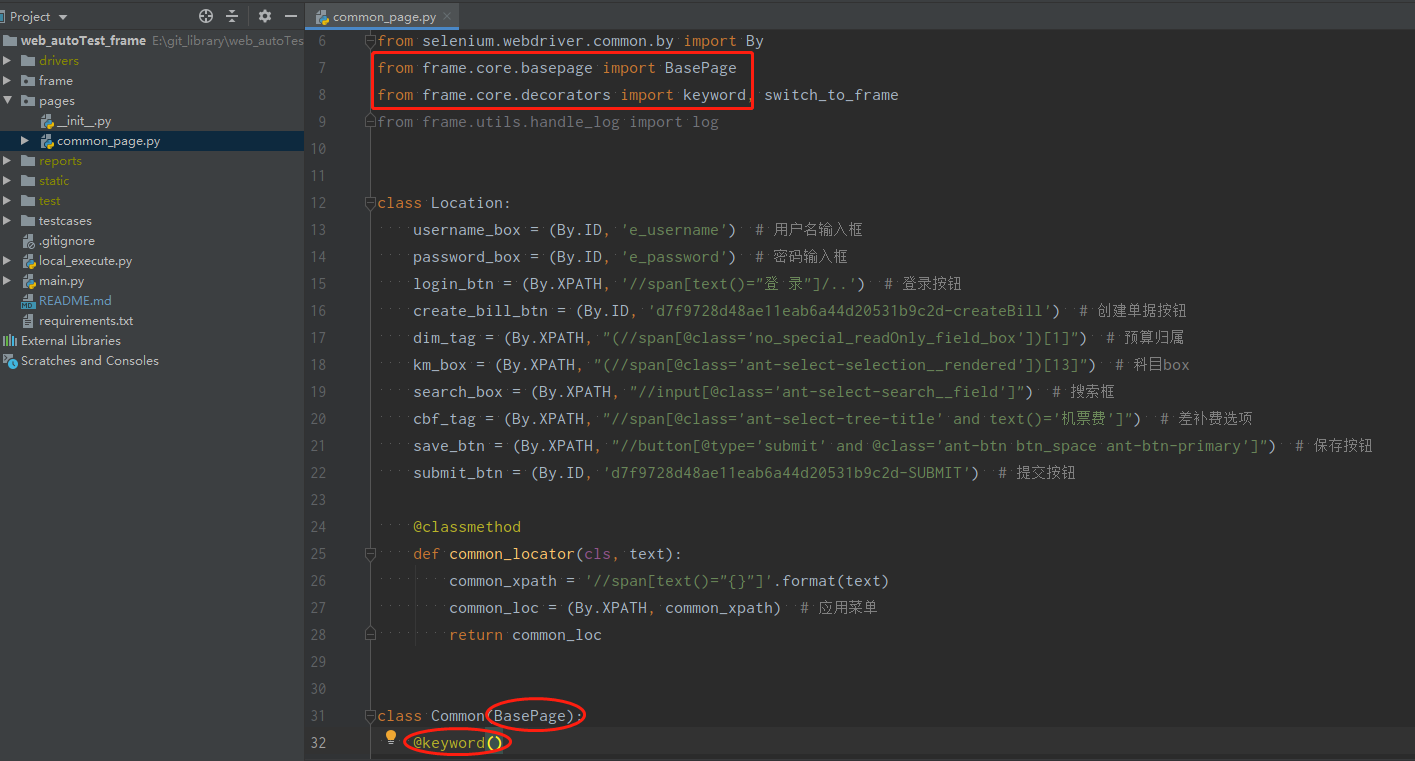 Project
common_page.py
web_autoTest_frame E:\git_library\web_autoTes
drivers
frame
pages
__init__.py
common_page.py
reports
static
test
testcases
.gitignore
local_execute.py
main.py
README.md
requirements.txt
External Libraries
Scratches and Consoles
6 from selenium.webdriver.common.by import By
7 from frame.core.basepage import BasePage
8 from frame.core.decorators import keyword, switch_to_frame
9 from frame.utils.handle_log import log
10
11
12 class Location:
13 username_box = (By.ID, 'e_username') # 用户名输入框
14 password_box = (By.ID, 'e_password') # 密码输入框
15 login_btn = (By.XPATH, '//span[text()="登 录"]/..') # 登录按钮
16 create_bill_btn = (By.ID, 'd7f9728d48ae11eab6a44d20531b9c2d-createBill') # 创建单据按钮
17 dim_tag = (By.XPATH, "(//span[@class='no_special_readOnly_field_box'])[1]") # 预算归属
18 km_box = (By.XPATH, "(//span[@class='ant-select-selection__rendered'])[13]") # 科目box
19 search_box = (By.XPATH, "//input[@class='ant-select-search__field']") # 搜索框
20 cbf_tag = (By.XPATH, "//span[@class='ant-select-tree-title' and text()='机票费']") # 差补费选项
21 save_btn = (By.XPATH, "//button[@type='submit' and @class='ant-btn btn_space ant-btn-primary']") # 保存按钮
22 submit_btn = (By.ID, 'd7f9728d48ae11eab6a44d20531b9c2d-SUBMIT') # 提交按钮
23
24 @classmethod
25 def common_locator(cls, text):
26 common_xpath = '//span[text()="{}"]'.format(text)
27 common_loc = (By.XPATH, common_xpath) # 应用菜单
28 return common_loc
29
30
31 class Common(BasePage):
32 @keyword()